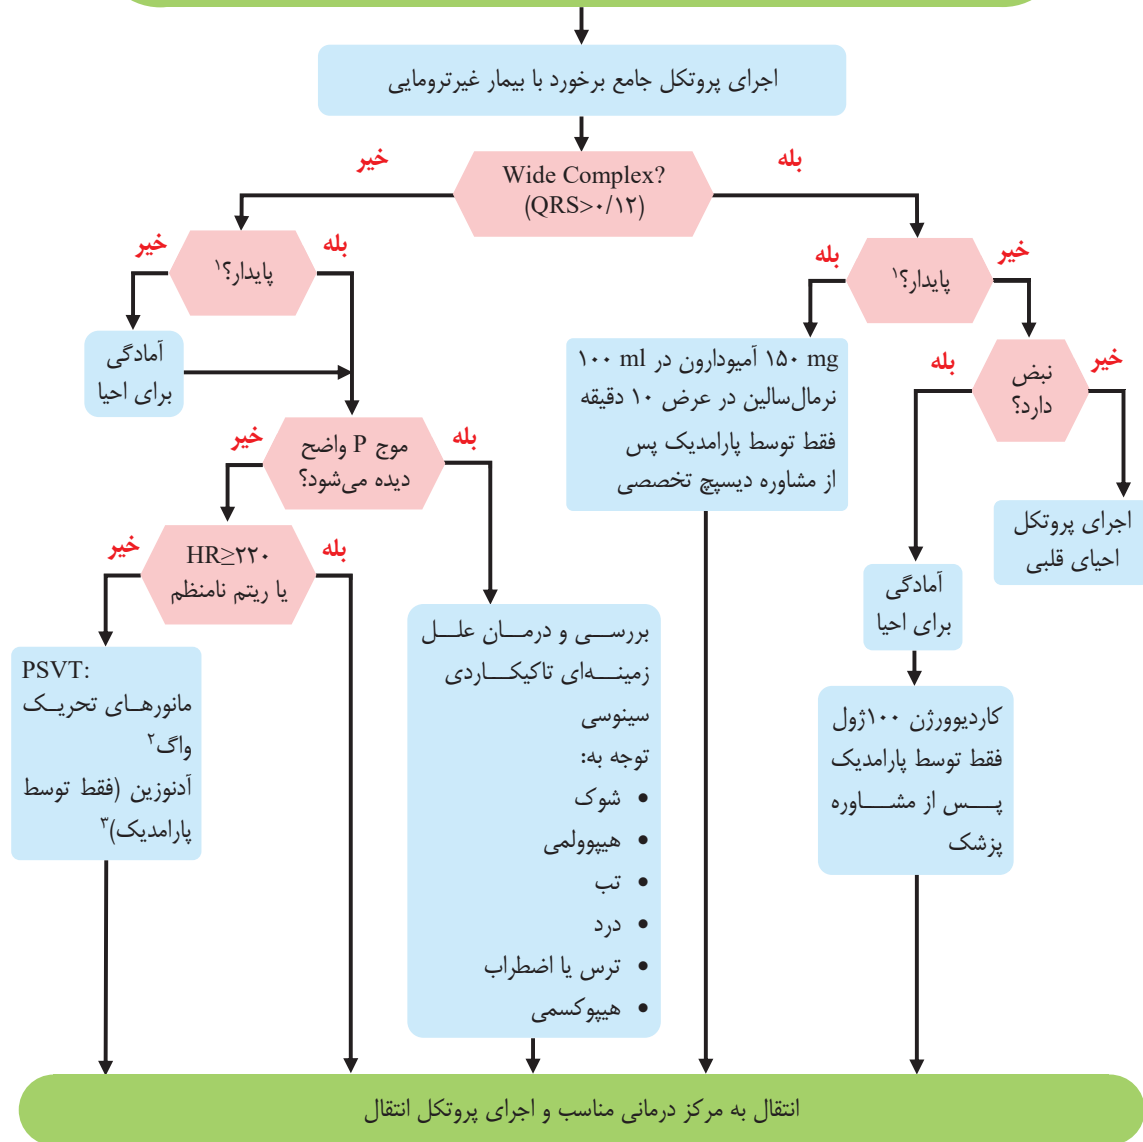 اجرای پروتکل جامع برخورد با بیمار غیرترومایی
خیر
بله
Wide Complex?
(QRS>۰/۱۲)
خیر
بله
پایدار؟۱
بله
خیر
پایدار؟۱
آمادگی
برای احیا
۱۵۰ mg آمیودارون در ۱۰۰ ml
نرمال‌سالین در عرض ۱۰ دقیقه
فقط توسط پارامدیک پس
از مشاوره دیسپچ تخصصی
بله
خیر
نبض
دارد؟
خیر
بله
موج P واضح
دیده می‌شود؟
اجرای پروتکل
احیای قلبی
خیر
بله
HR≥۲۲۰
یا ریتم نامنظم
آمادگی
برای احیا
PSVT:
مانورهای تحریک
واگ۲
آدنوزین (فقط توسط
پارامدیک)۳
بررسی و درمان علل
زمینه‌ای تاکیکاردی
سینوسی
توجه به:
• شوک
• هیپوولمی
• تب
• درد
• ترس یا اضطراب
• هیپوکسمی
کاردیوورژن ۱۰۰ژول
فقط توسط پارامدیک
پس از مشاوره
پزشک
انتقال به مرکز درمانی مناسب و اجرای پروتکل انتقال